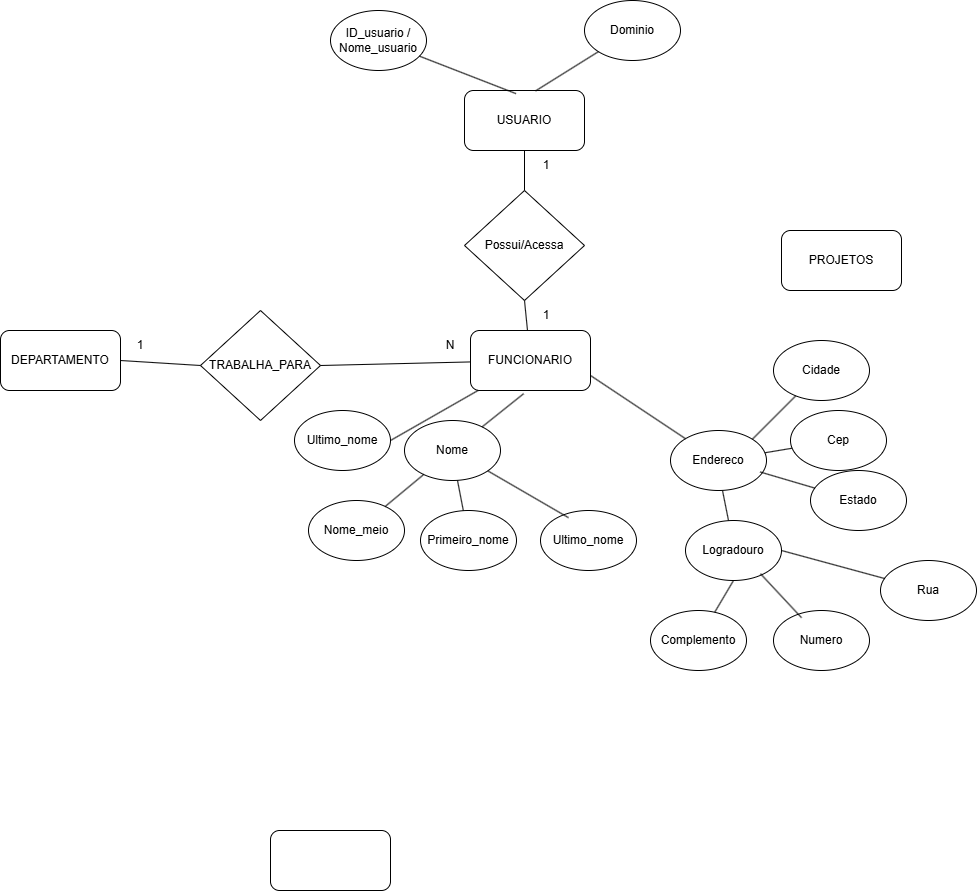 ID_usuario /
Nome_usuario
Dominio
USUARIO
1
Possui/Acessa
PROJETOS
1
DEPARTAMENTO
1
TRABALHA_PARA
N
FUNCIONARIO
Cidade
Ultimo_nome
Nome
Cep
Endereco
Estado
Nome_meio
Primeiro_nome
Ultimo_nome
Logradouro
Rua
Complemento
Numero